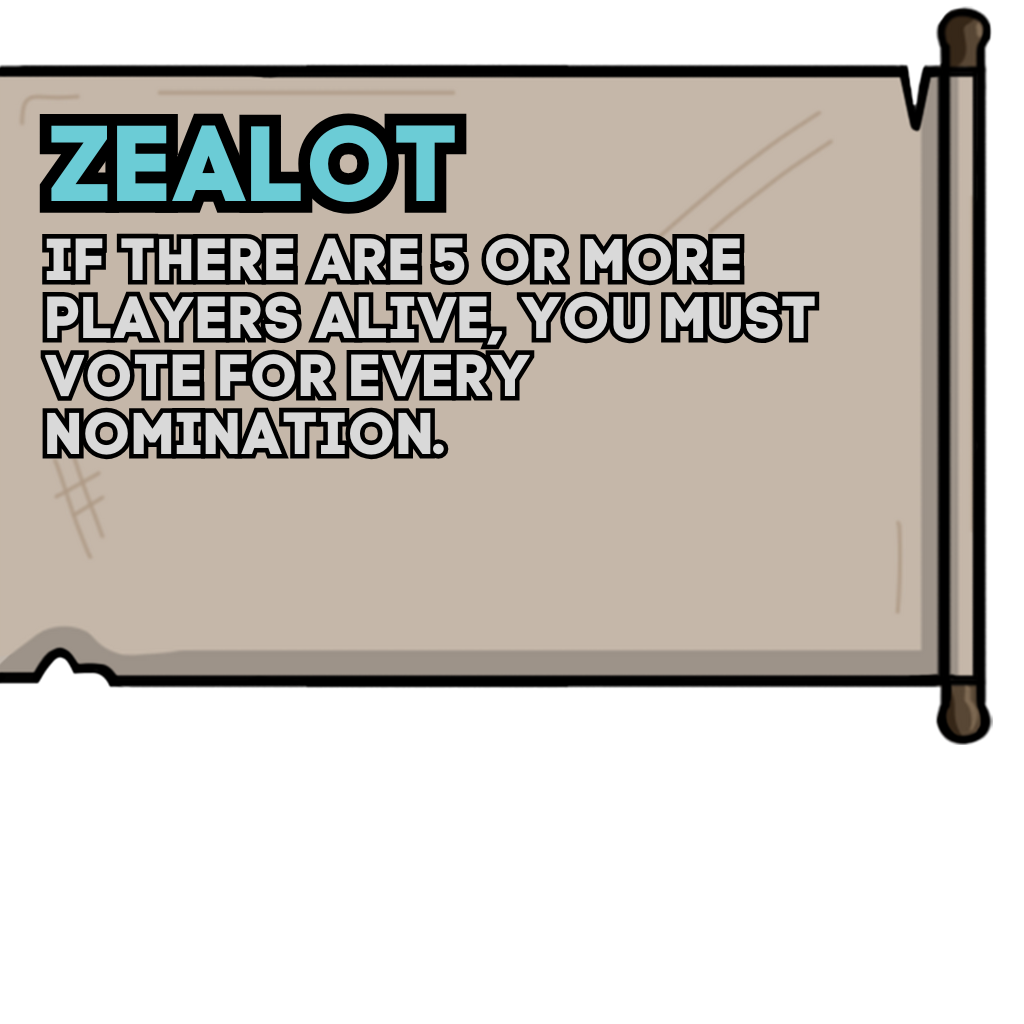 ZEALOT
IF THERE ARE 5 OR MORE
PLAYERS ALIVE, YOU MUST
VOTE FOR EVERY
NOMINATION.